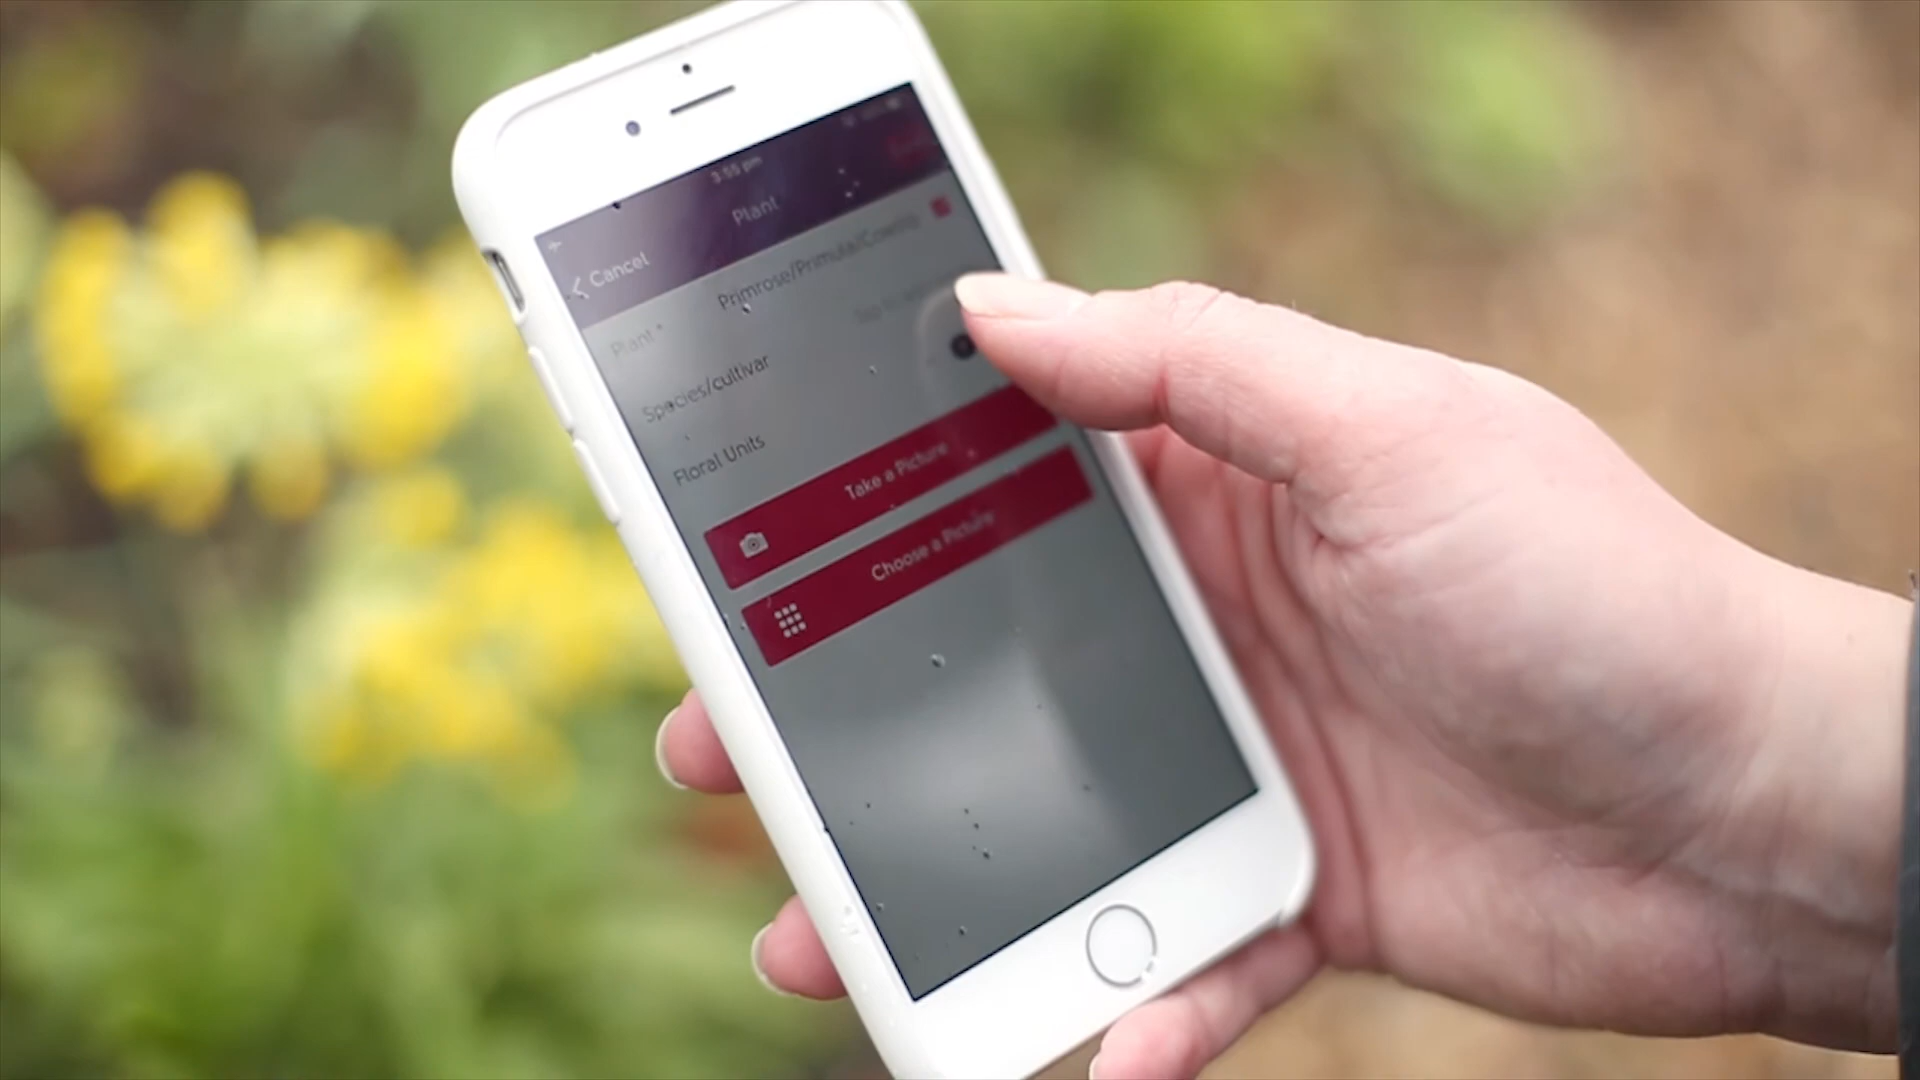 3:55 pm
Plant
Cancel
Plant * Primrose/Primula/Cowslip
Species/cultivar
Floral Units
Take a Picture
Choose a Picture